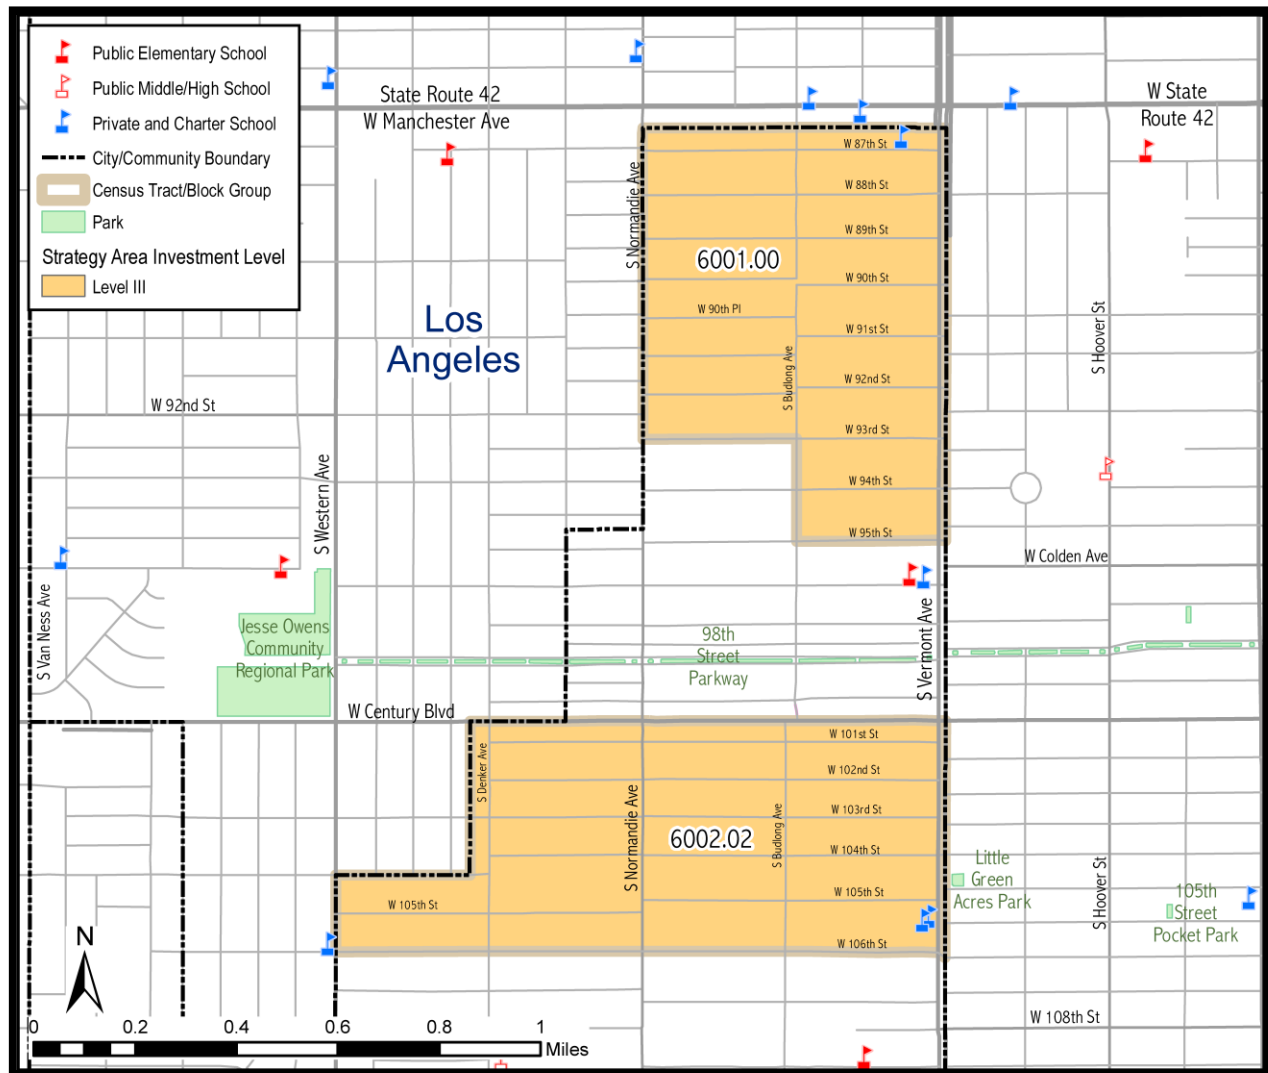 Public Elementary School
Public Middle/High School
Private and Charter School
City/Community Boundary
Census Tract/Block Group
Park
Strategy Area Investment Level
Level III
State Route 42
W Manchester Ave
W State
Route 42
W 87th St
W 88th St
W 89th St
W 90th St
W 90th Pl
W 91st St
W 92nd St
W 93rd St
W 94th St
W 95th St
6001.00
S Normandie Ave
S Budlong Ave
S Hoover St
Los
Angeles
W 92nd St
S Western Ave
S Van Ness Ave
W Colden Ave
S Vermont Ave
Jesse Owens
Community
Regional Park
98th
Street
Parkway
W Century Blvd
S Denker Ave
W 101st St
W 102nd St
W 103rd St
W 104th St
W 105th St
W 106th St
6002.02
S Normandie Ave
S Budlong Ave
W 105th St
Little
Green
Acres Park
S Hoover St
105th
Street
Pocket Park
W 108th St
N
0 0.2 0.4 0.6 0.8 1
Miles